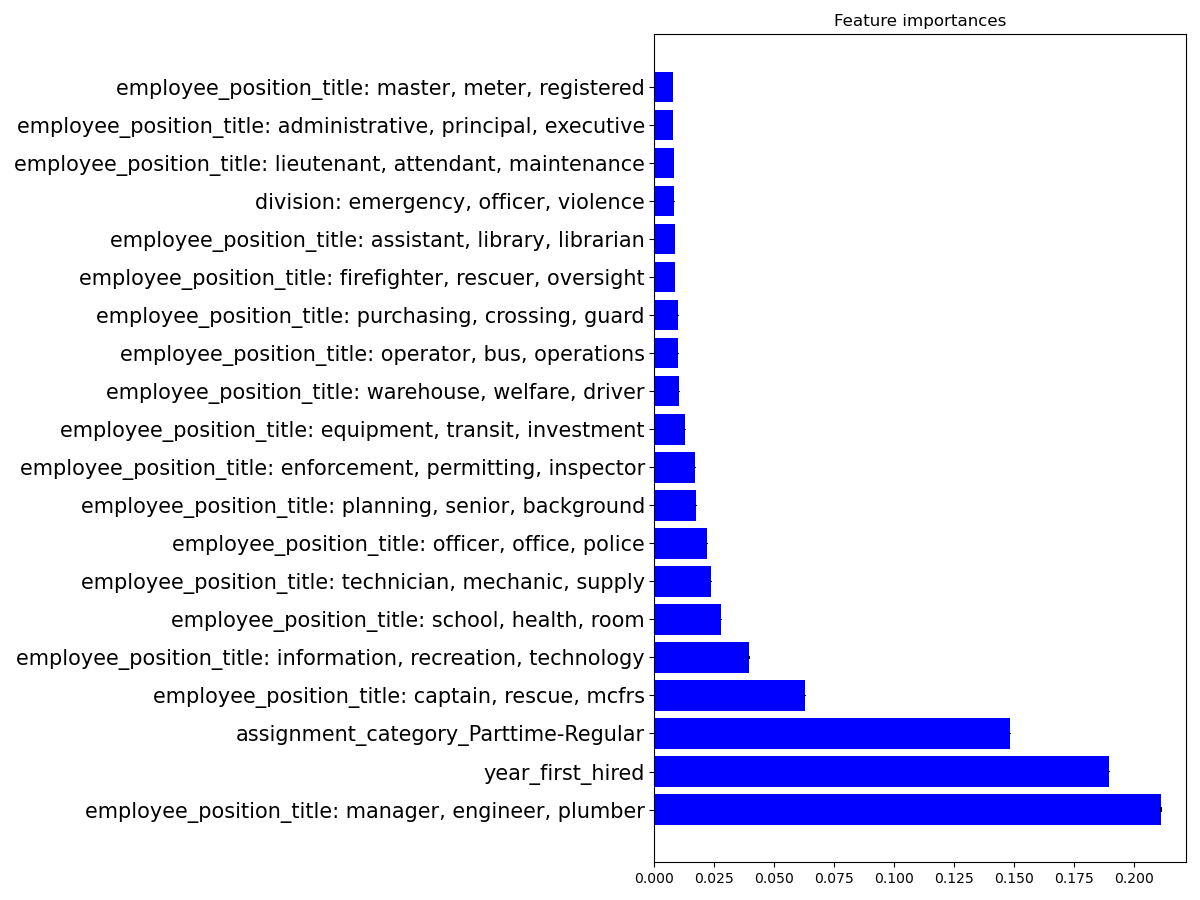 Feature importances
employee_position_title: master, meter, registered
employee_position_title: administrative, principal, executive
employee_position_title: lieutenant, attendant, maintenance
division: emergency, officer, violence
employee_position_title: assistant, library, librarian
employee_position_title: firefighter, rescuer, oversight
employee_position_title: purchasing, crossing, guard
employee_position_title: operator, bus, operations
employee_position_title: warehouse, welfare, driver
employee_position_title: equipment, transit, investment
employee_position_title: enforcement, permitting, inspector
employee_position_title: planning, senior, background
employee_position_title: officer, office, police
employee_position_title: technician, mechanic, supply
employee_position_title: school, health, room
employee_position_title: information, recreation, technology
employee_position_title: captain, rescue, mcfrs
assignment_category_Parttime-Regular
year_first_hired
employee_position_title: manager, engineer, plumber
0.000 0.025 0.050 0.075 0.100 0.125 0.150 0.175 0.200